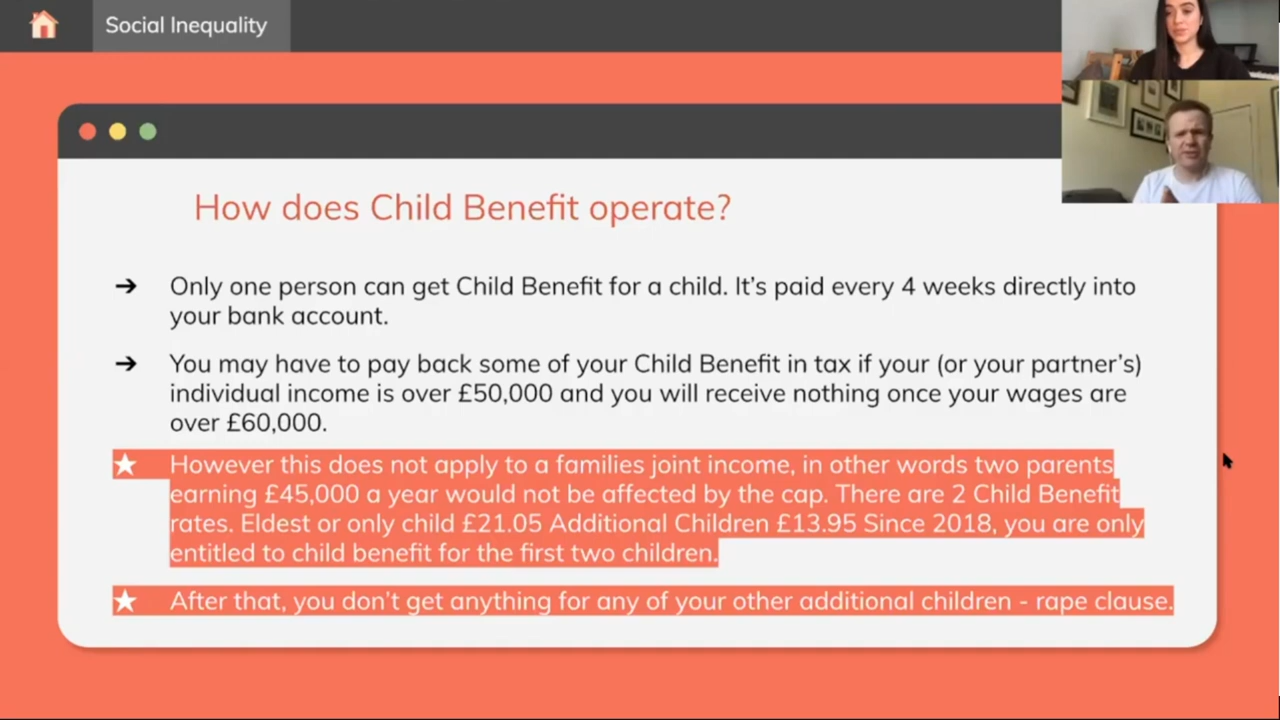 Social Inequality
How does Child Benefit operate?
➔ Only one person can get Child Benefit for a child. It’s paid every 4 weeks directly into
your bank account.
➔ You may have to pay back some of your Child Benefit in tax if your (or your partner’s)
individual income is over £50,000 and you will receive nothing once your wages are
over £60,000.
★ However this does not apply to a families joint income, in other words two parents
earning £45,000 a year would not be affected by the cap. There are 2 Child Benefit
rates. Eldest or only child £21.05 Additional Children £13.95 Since 2018, you are only
entitled to child benefit for the first two children.
★ After that, you don’t get anything for any of your other additional children - rape clause.